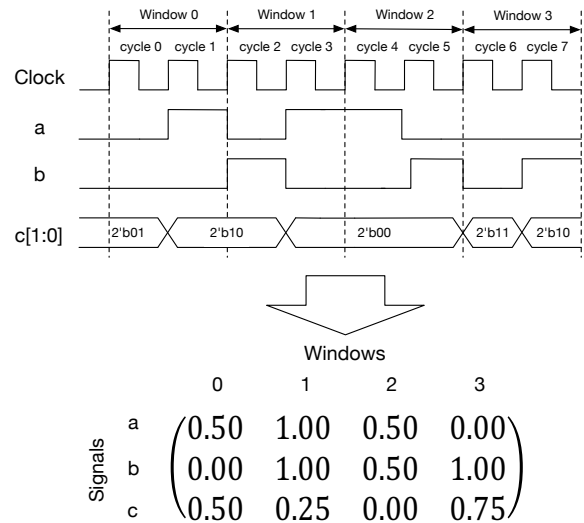 Window 0 Window 1 Window 2 Window 3
cycle 0 cycle 1 cycle 2 cycle 3 cycle 4 cycle 5 cycle 6 cycle 7
Clock
a
b
c[1:0] 2'b01 2'b10 2'b00 2'b11 2'b10
Windows
0 1 2 3
Signals
a 0.50 1.00 0.50 0.00
b 0.00 1.00 0.50 1.00
c 0.50 0.25 0.00 0.75